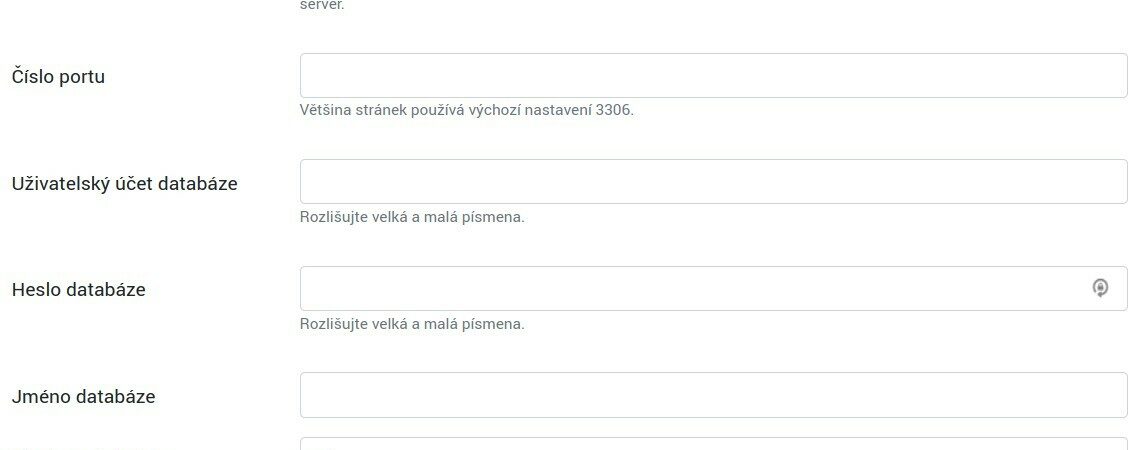 server.
Číslo portu
Většina stránek používá výchozí nastavení 3306.
Uživatelský účet databáze
Rozlišujte velká a malá písmena.
Heslo databáze
Rozlišujte velká a malá písmena.
Jméno databáze